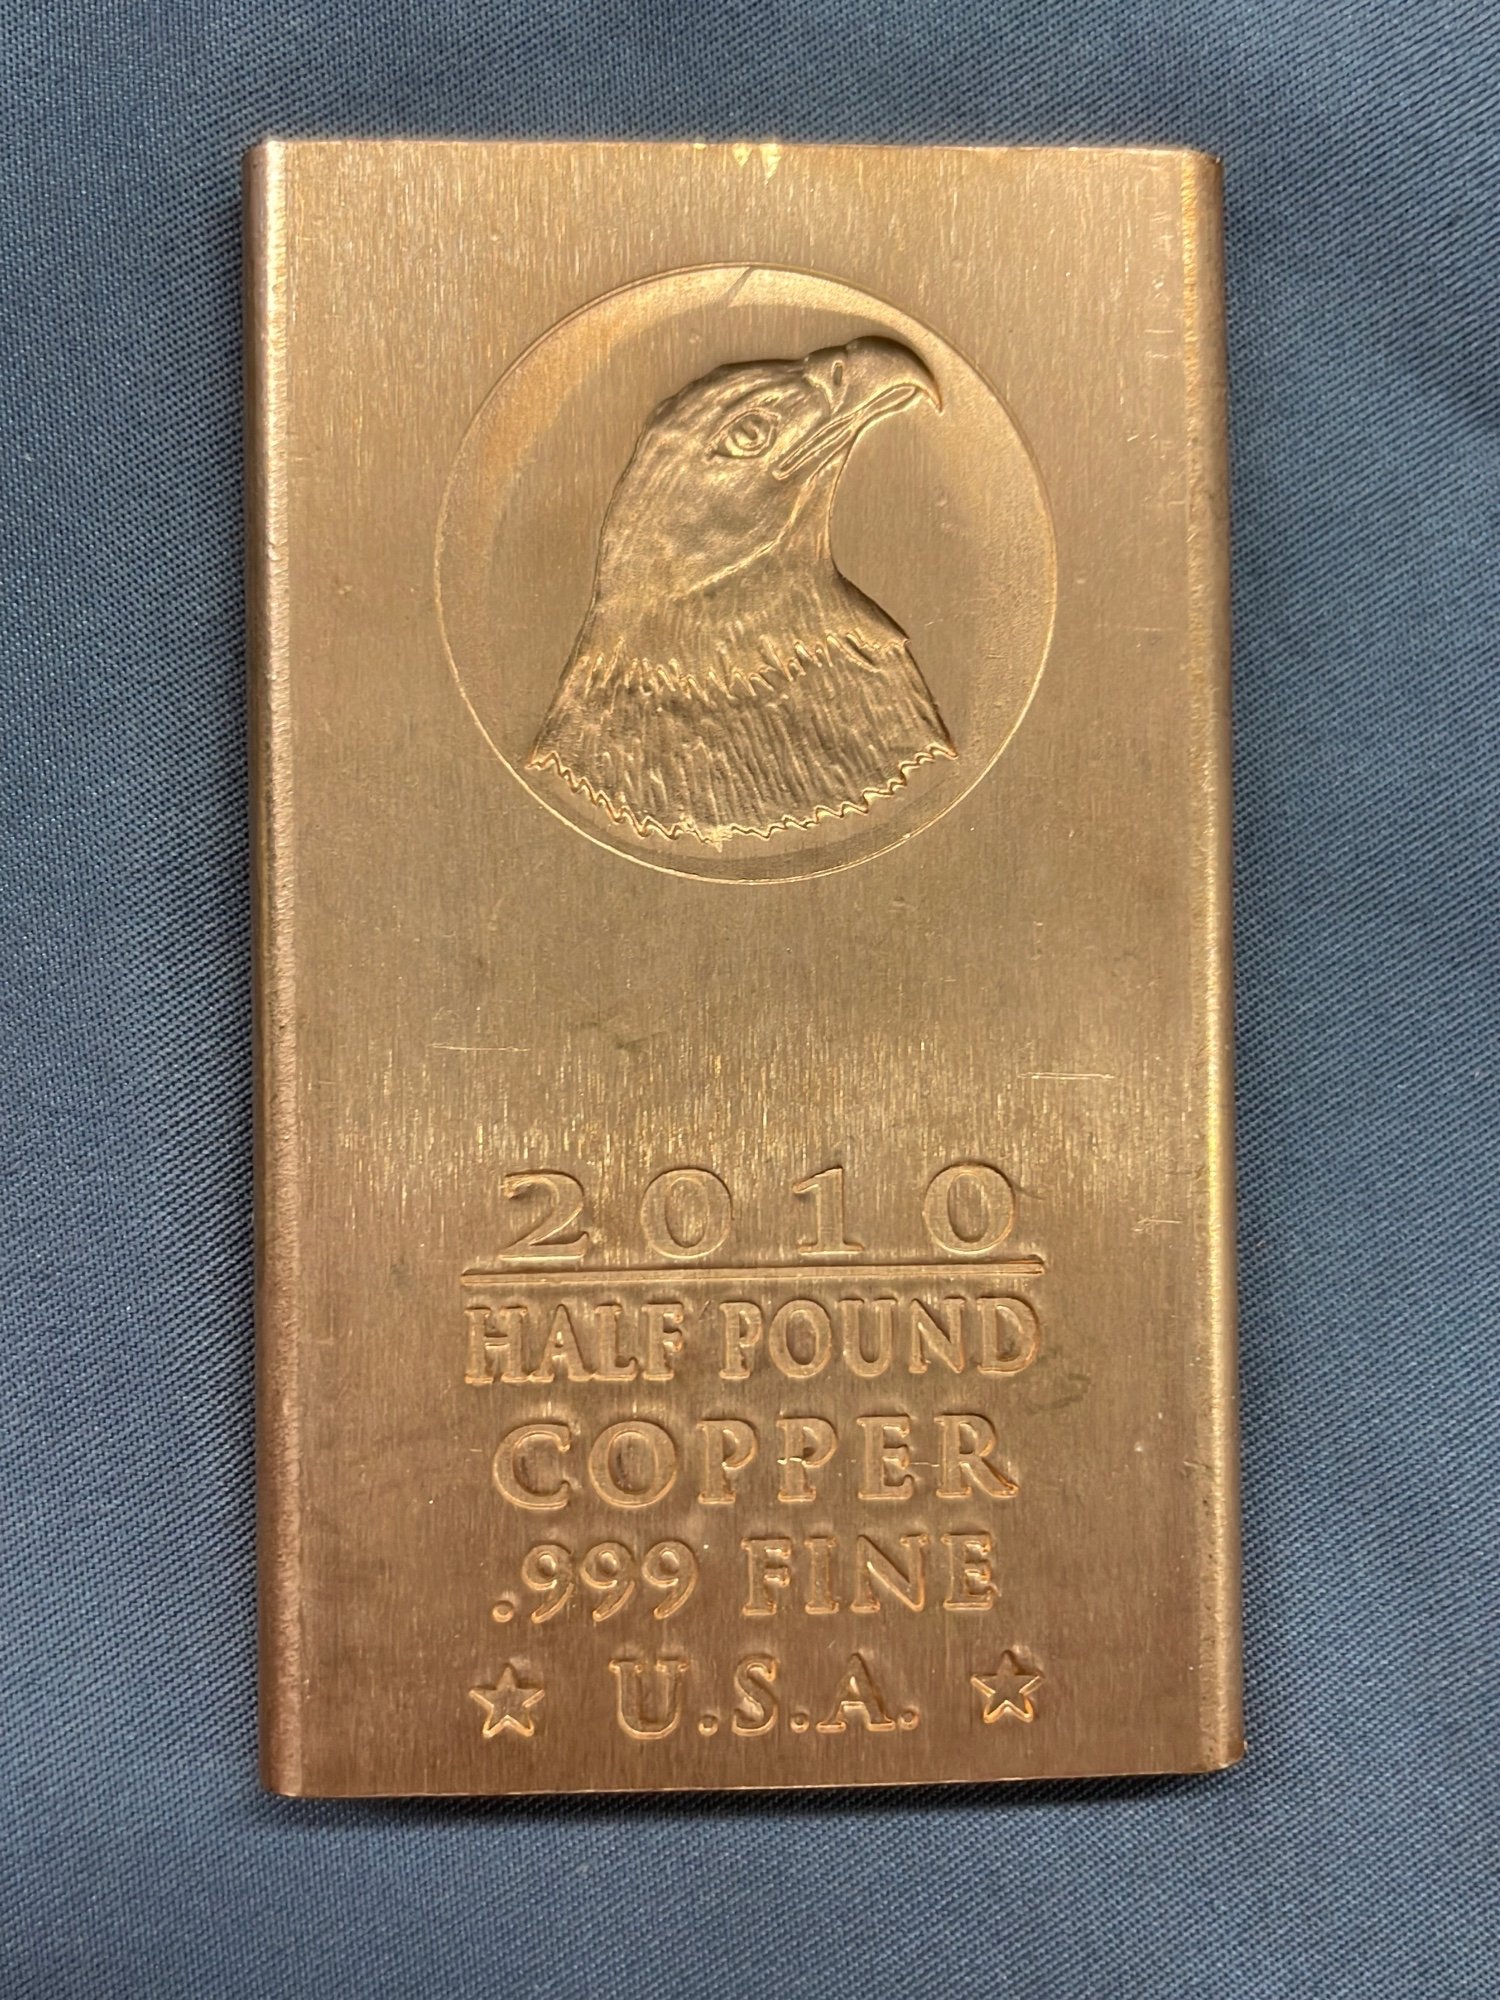 2010
HALF POUND
COPPER
.999 FINE
★ U.S.A. ★